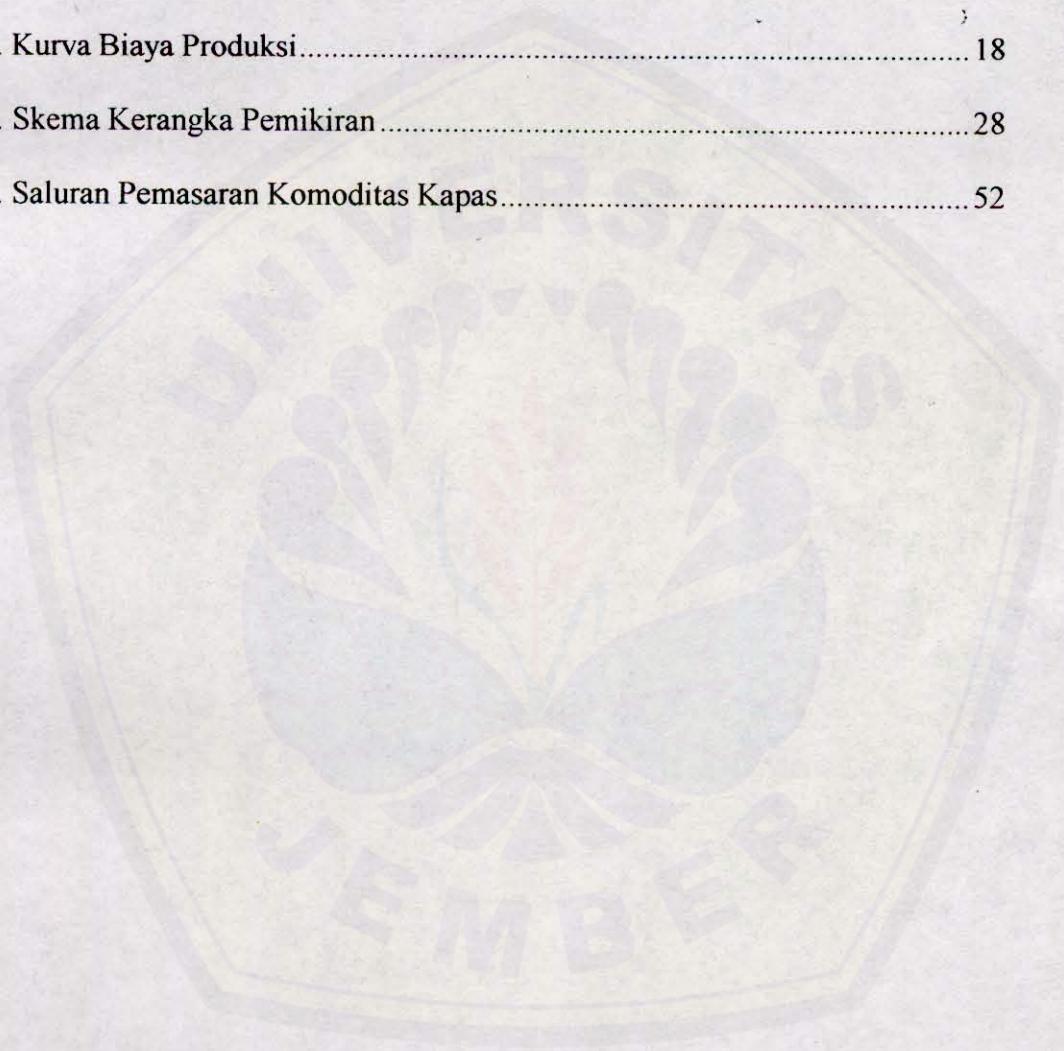 . Kurva Biaya Produksi........................................................................................ 18
. Skema Kerangka Pemikiran............................................................................. 28
. Saluran Pemasaran Komoditas Kapas............................................................. 52
UNIVERSITAS
JEMBER